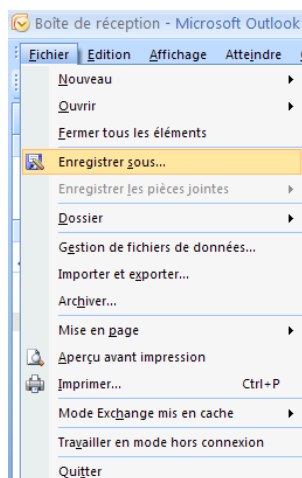 Boîte de réception - Microsoft Outlook
Fichier Edition Affichage Atteindre
Nouveau
Ouvrir
Fermer tous les éléments
Enregistrer sous...
Enregistrer les pièces jointes
Dossier
Gestion de fichiers de données...
Importer et exporter...
Archiver...
Mise en page
Aperçu avant impression
Imprimer... Ctrl+P
Mode Exchange mis en cache
Travailler en mode hors connexion
Quitter